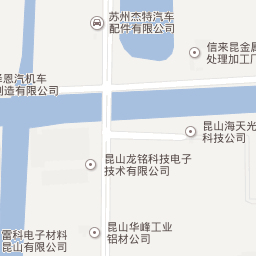 苏州杰特汽车
配件有限公司
信来昆金属
处理加工厂
泽恩汽机车
制造有限公司
昆山海天光
科技公司
昆山龙铭科技电子
技术有限公司
昆山华峰工业
铝材公司
雷科电子材料
昆山有限公司